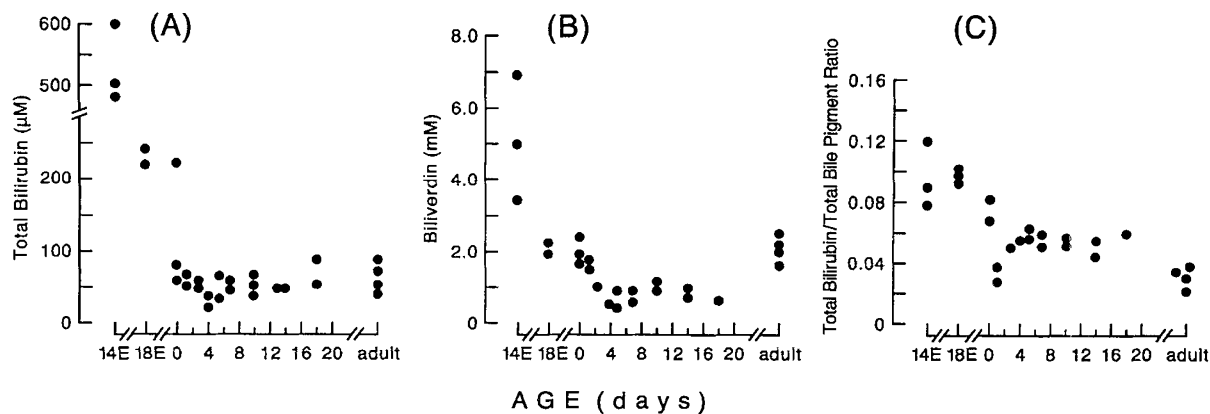 (A)
Total Bilirubin (μM)
600
500
200
100
0
14E 18E 0 4 8 12 16 20 adult
(B)
Biliverdin (mM)
8.0
6.0
4.0
2.0
0
14E 18E 0 4 8 12 16 20 adult
(C)
Total Bilirubin/Total Bile Pigment Ratio
0.16
0.12
0.08
0.04
0
14E 18E 0 4 8 12 16 20 adult
AGE (days)